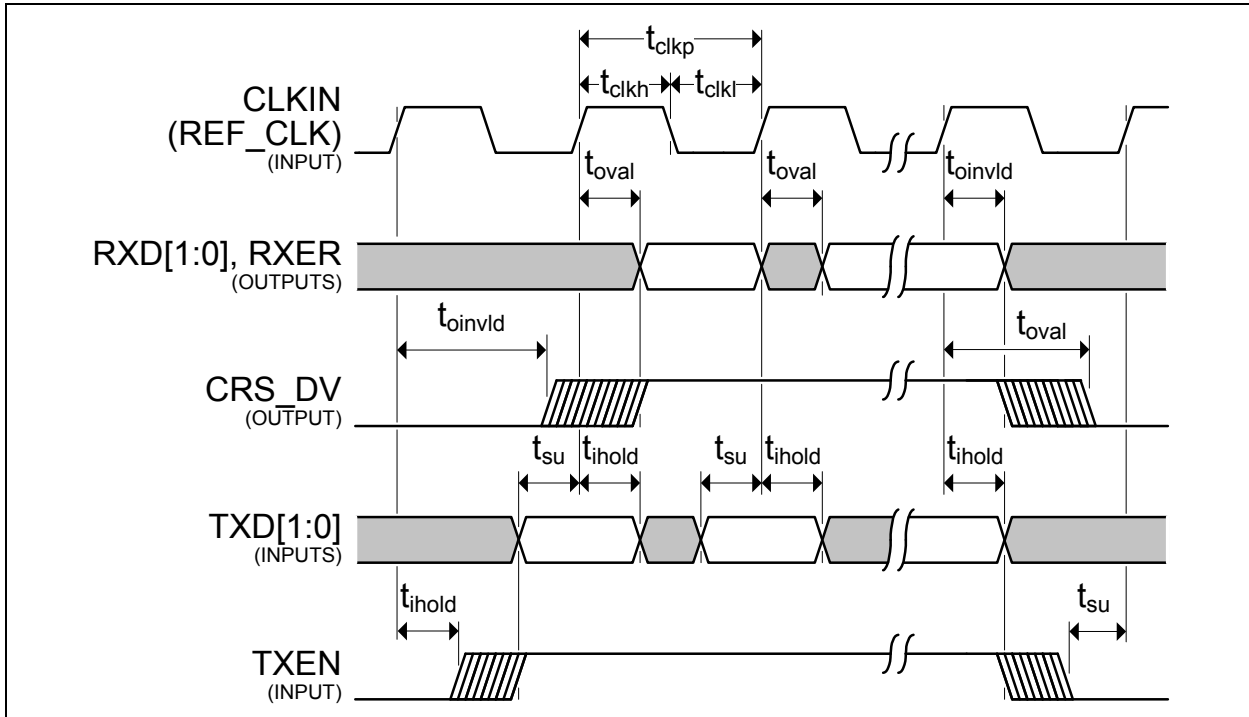 tclkp
tclkh tclkl
CLKIN
(REF_CLK)
(INPUT)
toval toval toinvld
RXD[1:0], RXER
(OUTPUTS)
toinvld toval
CRS_DV
(OUTPUT)
tsu tihold tsu tihold tihold
TXD[1:0]
(INPUTS)
tihold tsu
TXEN
(INPUT)